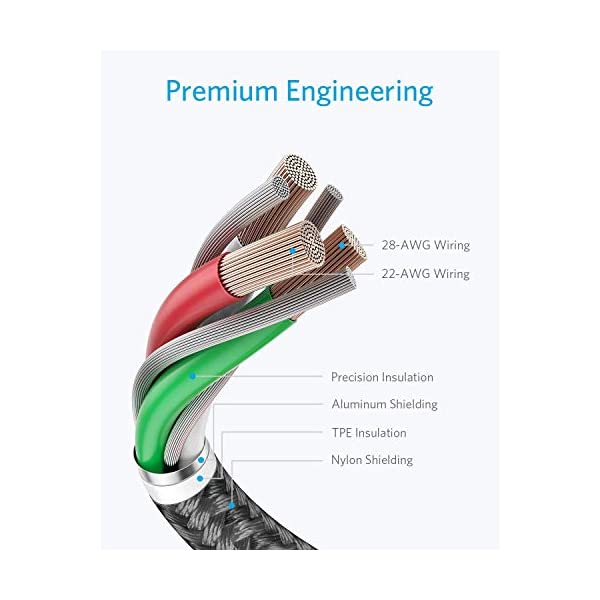 Premium Engineering
28-AWG Wiring
22-AWG Wiring
Precision Insulation
Aluminum Shielding
TPE Insulation
Nylon Shielding